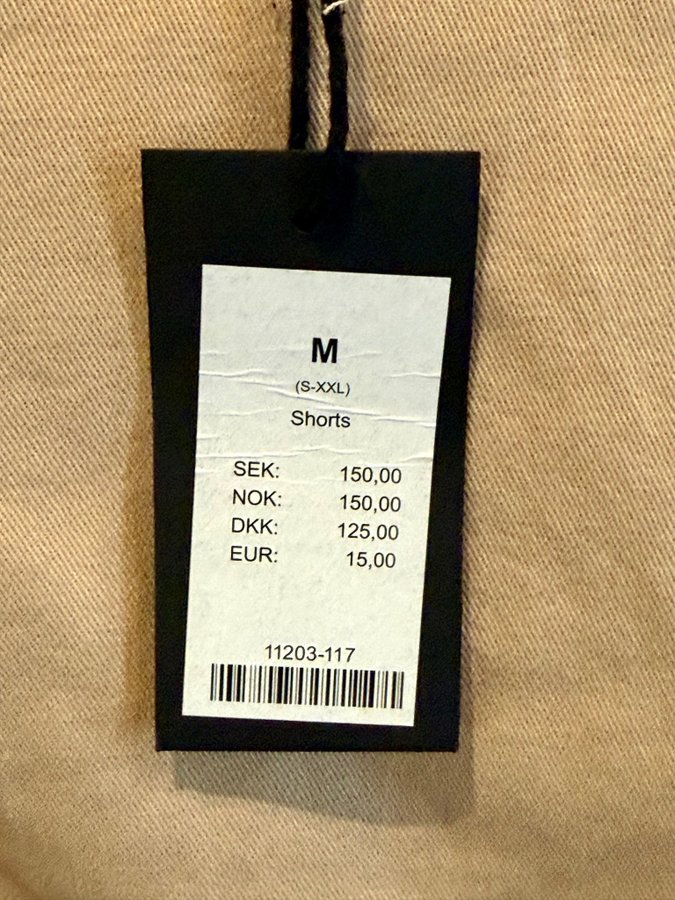 M
(S-XXL)
Shorts
SEK: 150,00
NOK: 150,00
DKK: 125,00
EUR: 15,00
11203-117